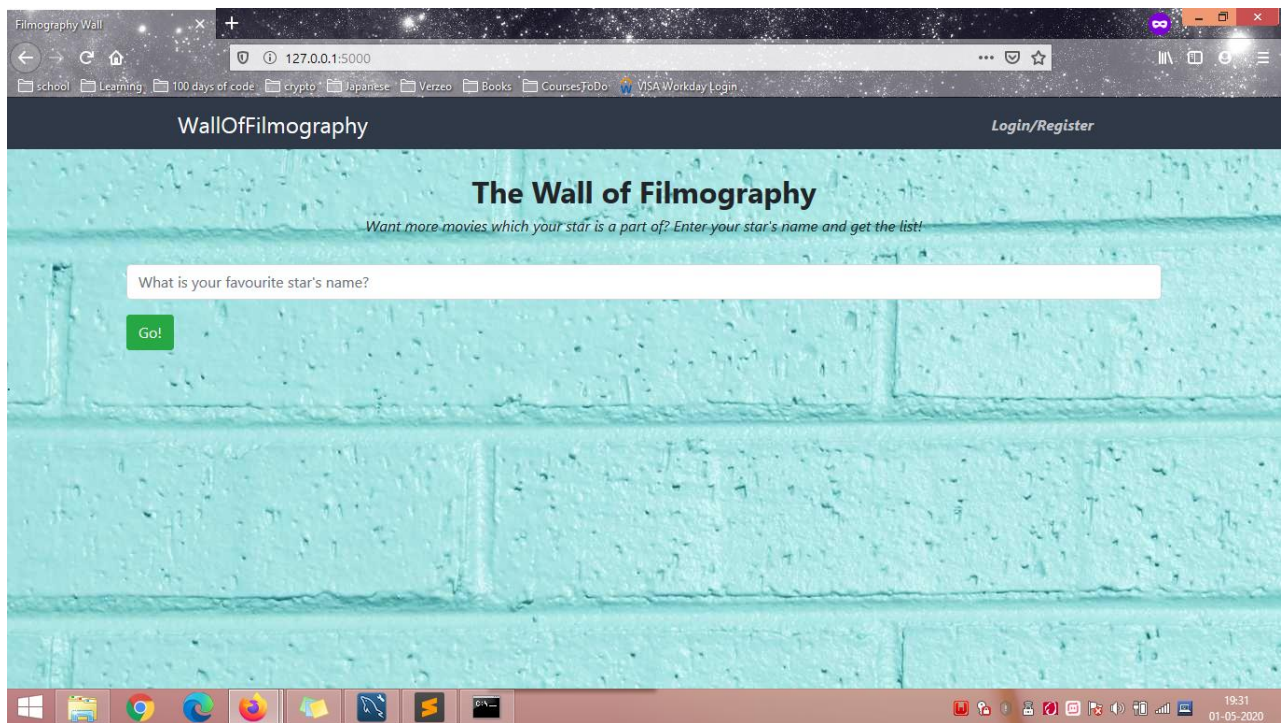 Filmography Wall
127.0.0.1:5000
school Learning 100 days of code crypto Japanese Verzeo Books CoursesToDo VISA Workday Login
WallOfFilmography Login/Register
The Wall of Filmography
Want more movies which your star is a part of? Enter your star's name and get the list!
What is your favourite star's name?
Go!
19:31
01-05-2020